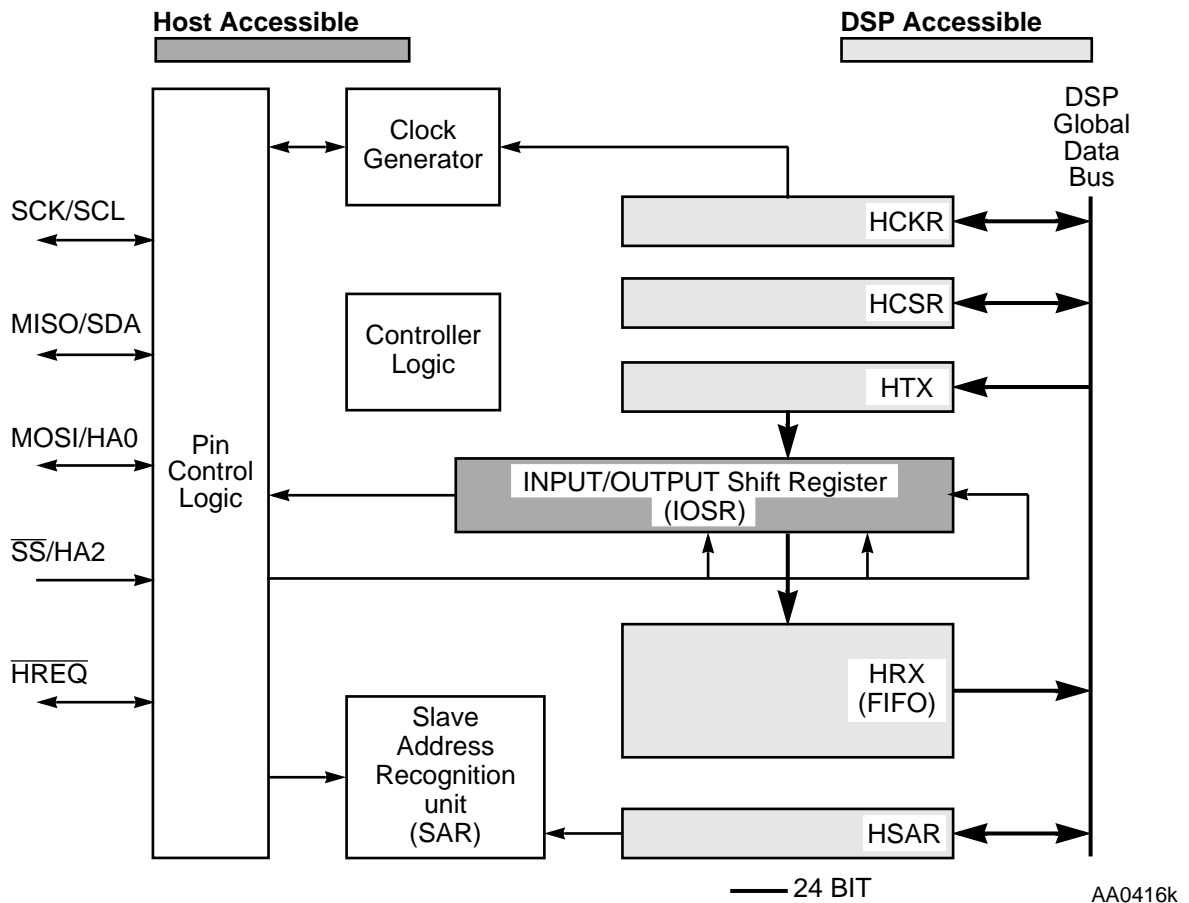 Host Accessible
DSP Accessible
DSP
Global
Data
Bus
Clock
Generator
SCK/SCL
HCKR
MISO/SDA
HCSR
Controller
Logic
HTX
MOSI/HA0
Pin
Control
Logic
INPUT/OUTPUT Shift Register
(IOSR)
S̅S̅/HA2
H̅R̅E̅Q̅
HRX
(FIFO)
Slave
Address
Recognition
unit
(SAR)
HSAR
24 BIT
AA0416k